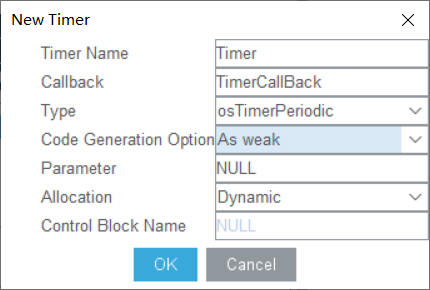 New Timer
Timer Name Timer
Callback TimerCallBack
Type osTimerPeriodic
Code Generation Option As weak
Parameter NULL
Allocation Dynamic
Control Block Name NULL
OK Cancel